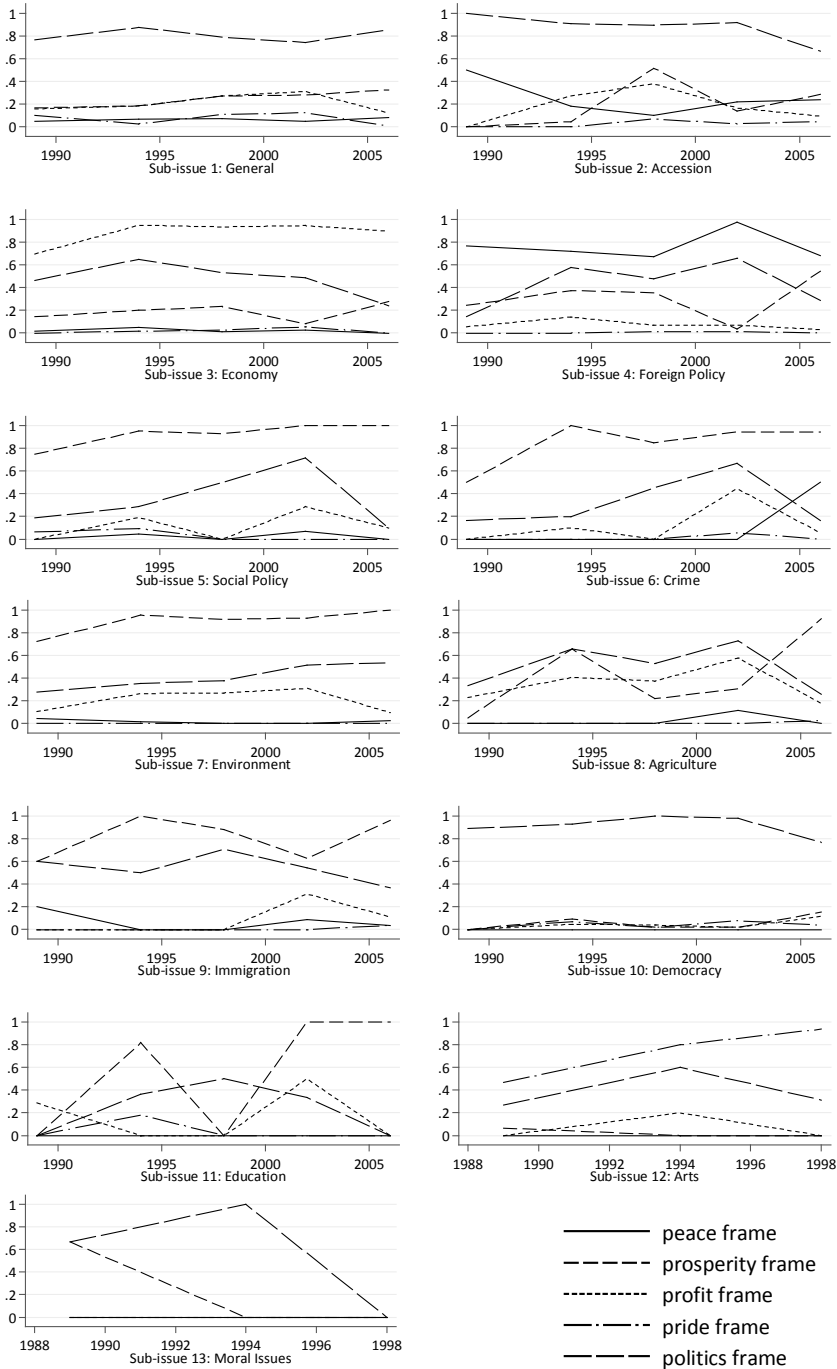 1
.8
.6
.4
.2
0
1990 1995 2000 2005
Sub-issue 1: General
1
.8
.6
.4
.2
0
1990 1995 2000 2005
Sub-issue 2: Accession
1
.8
.6
.4
.2
0
1990 1995 2000 2005
Sub-issue 3: Economy
1
.8
.6
.4
.2
0
1990 1995 2000 2005
Sub-issue 4: Foreign Policy
1
.8
.6
.4
.2
0
1990 1995 2000 2005
Sub-issue 5: Social Policy
1
.8
.6
.4
.2
0
1990 1995 2000 2005
Sub-issue 6: Crime
1
.8
.6
.4
.2
0
1990 1995 2000 2005
Sub-issue 7: Environment
1
.8
.6
.4
.2
0
1990 1995 2000 2005
Sub-issue 8: Agriculture
1
.8
.6
.4
.2
0
1990 1995 2000 2005
Sub-issue 9: Immigration
1
.8
.6
.4
.2
0
1990 1995 2000 2005
Sub-issue 10: Democracy
1
.8
.6
.4
.2
0
1990 1995 2000 2005
Sub-issue 11: Education
1
.8
.6
.4
.2
0
1988 1990 1992 1994 1996 1998
Sub-issue 12: Arts
1
.8
.6
.4
.2
0
1988 1990 1992 1994 1996 1998
Sub-issue 13: Moral Issues
peace frame
prosperity frame
profit frame
pride frame
politics frame